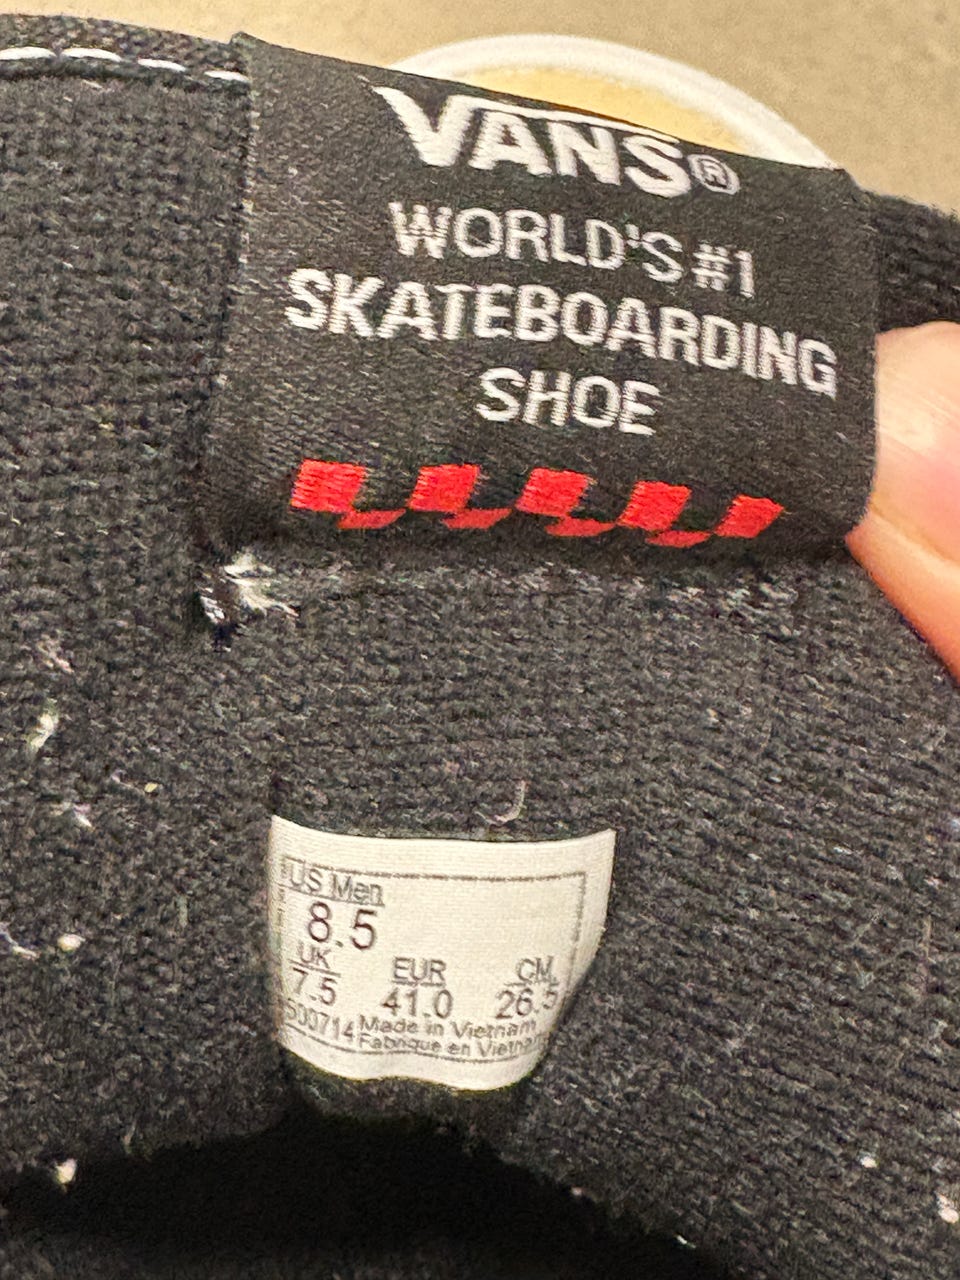 VANS®
WORLD'S #1
SKATEBOARDING
SHOE
US Men
8.5
UK EUR CM
7.5 41.0 26.5
500714 Made in Vietnam
Fabrique en Vietnam